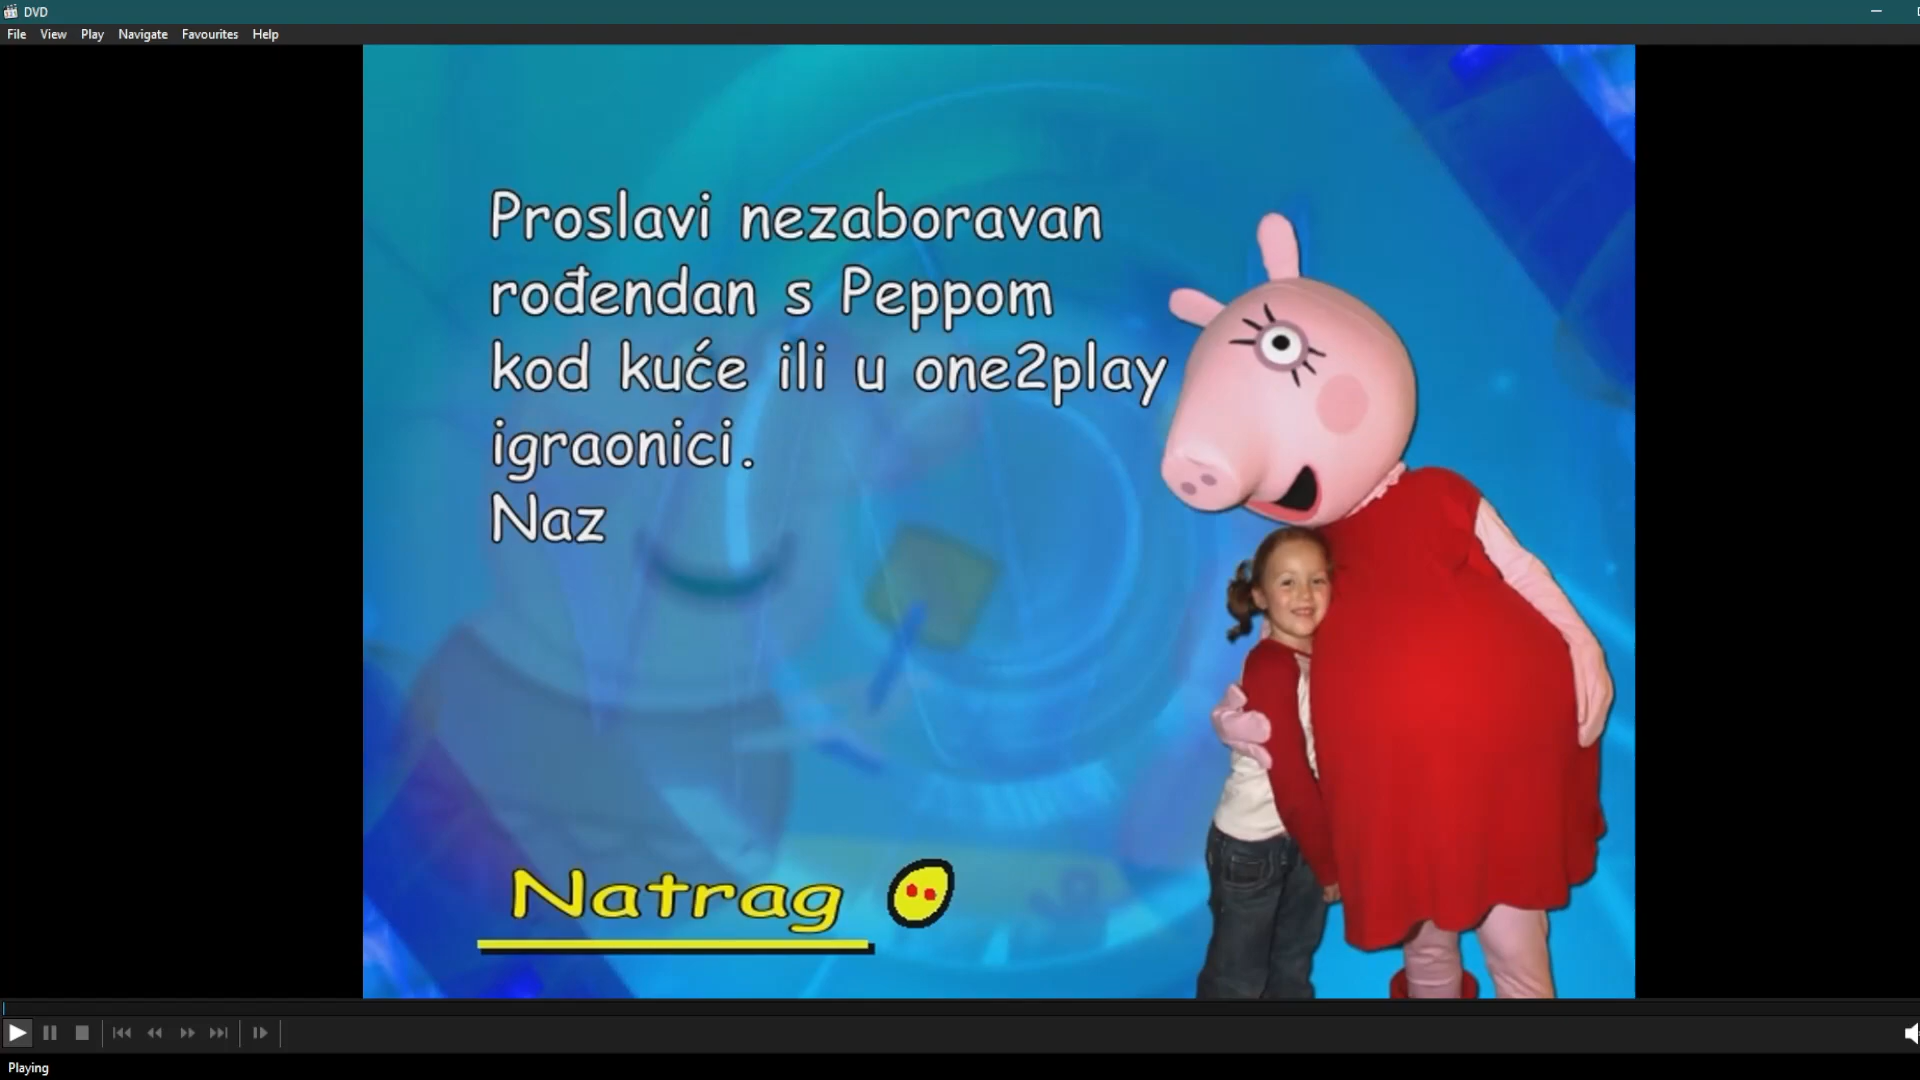 DVD
File View Play Navigate Favourites Help
Proslavi nezaboravan
rođendan s Peppom
kod kuće ili u one2play
igraonici.
Naz
Natrag
Playing